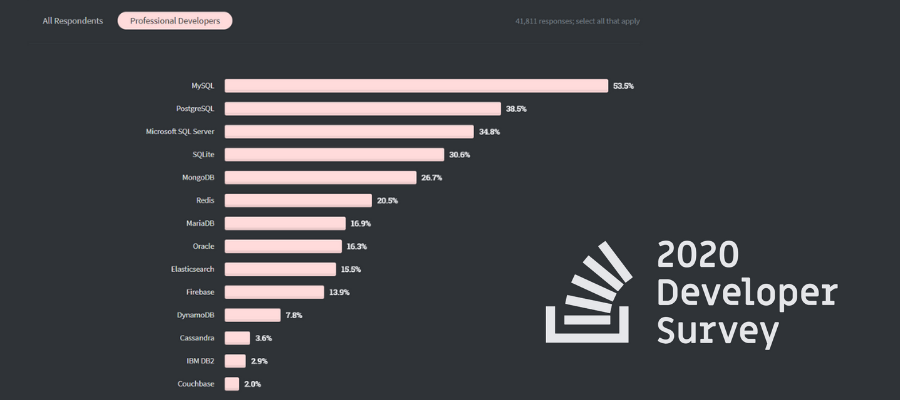 All Respondents
Professional Developers
41,811 responses; select all that apply
MySQL 53.5%
PostgreSQL 38.5%
Microsoft SQL Server 34.8%
SQLite 30.6%
MongoDB 26.7%
Redis 20.5%
MariaDB 16.9%
Oracle 16.3%
Elasticsearch 15.5%
Firebase 13.9%
DynamoDB 7.8%
Cassandra 3.6%
IBM DB2 2.9%
Couchbase 2.0%
2020
Developer
Survey